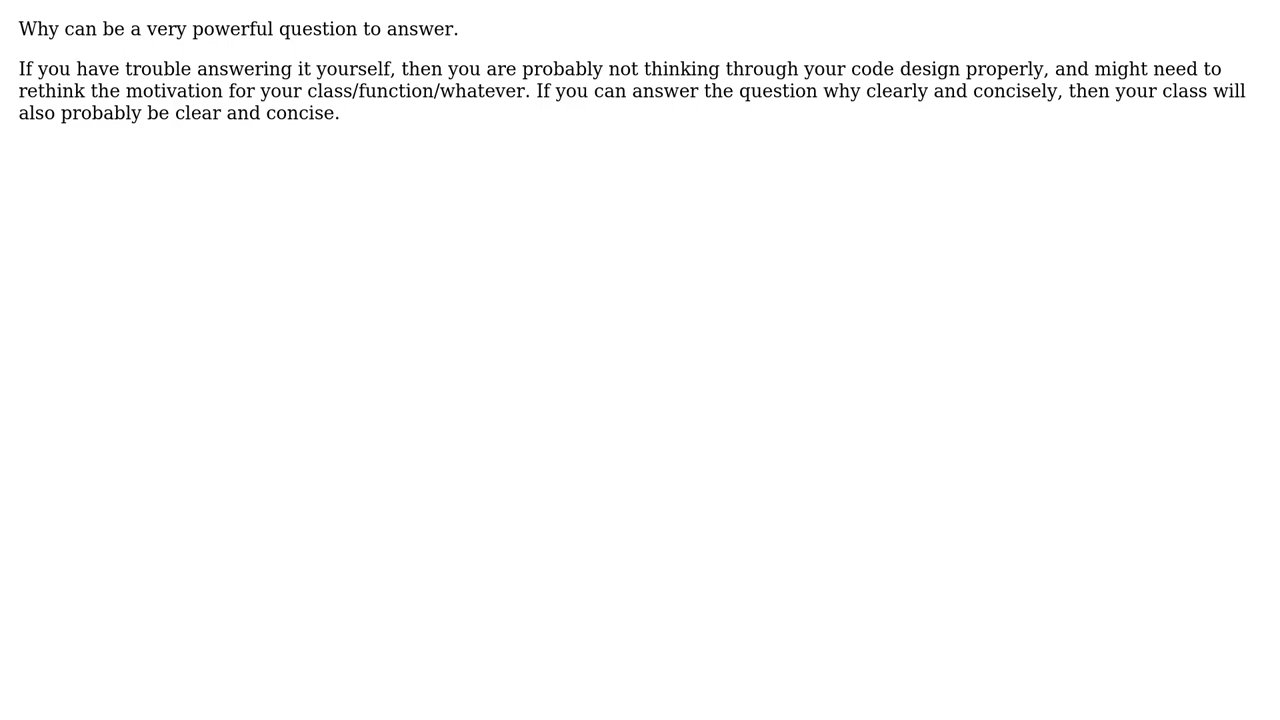 Why can be a very powerful question to answer.
If you have trouble answering it yourself, then you are probably not thinking through your code design properly, and might need to
rethink the motivation for your class/function/whatever. If you can answer the question why clearly and concisely, then your class will
also probably be clear and concise.